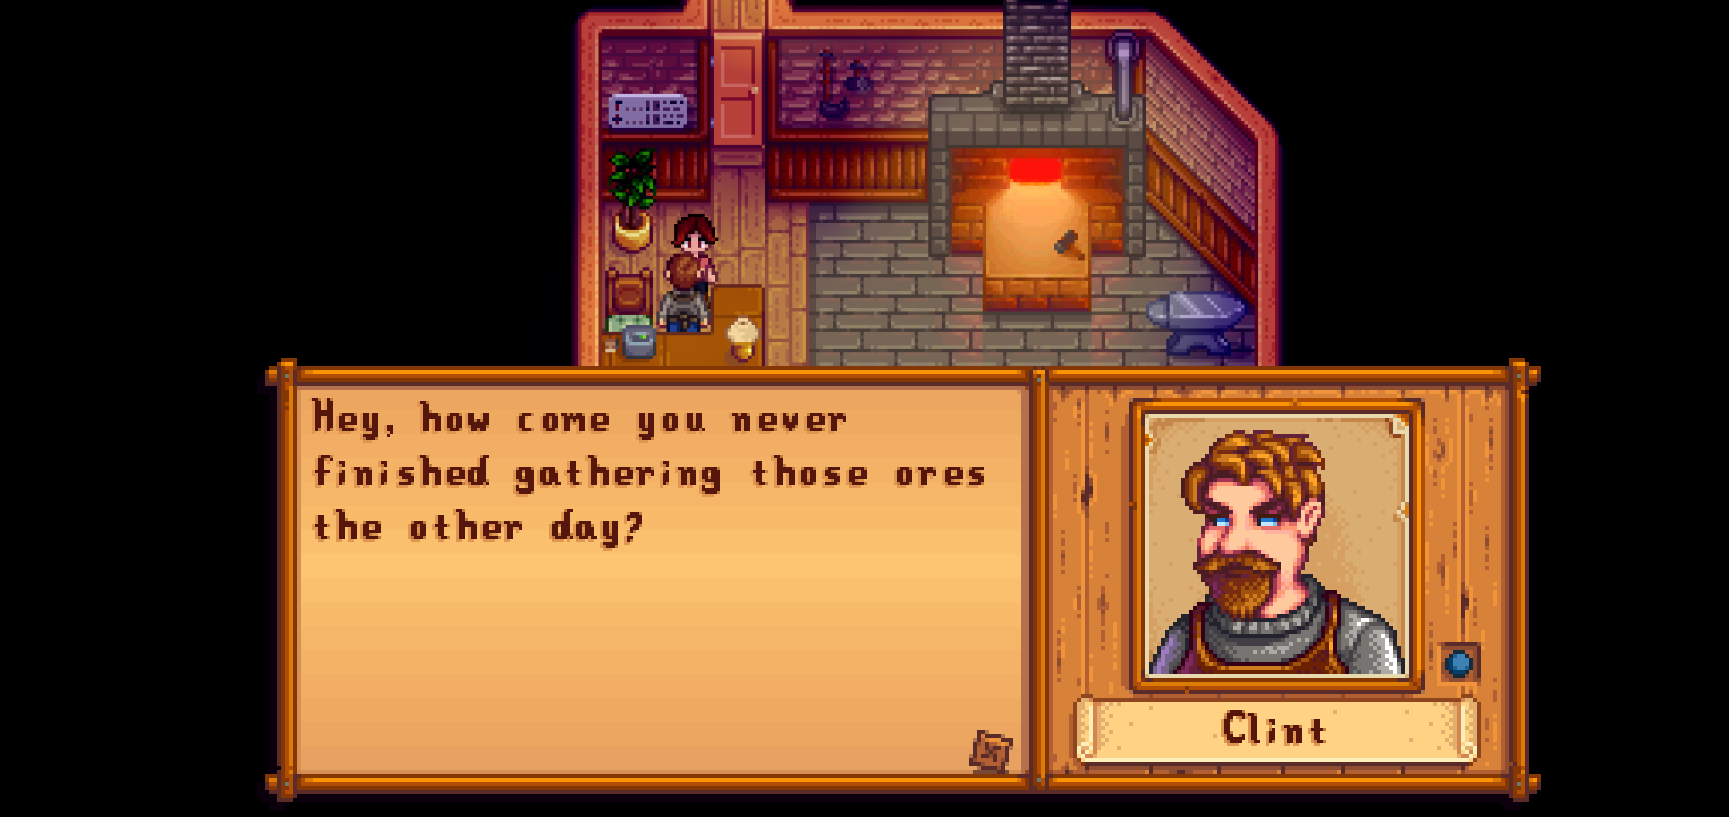 Hey, how come you never
finished gathering those ores
the other day?
Clint